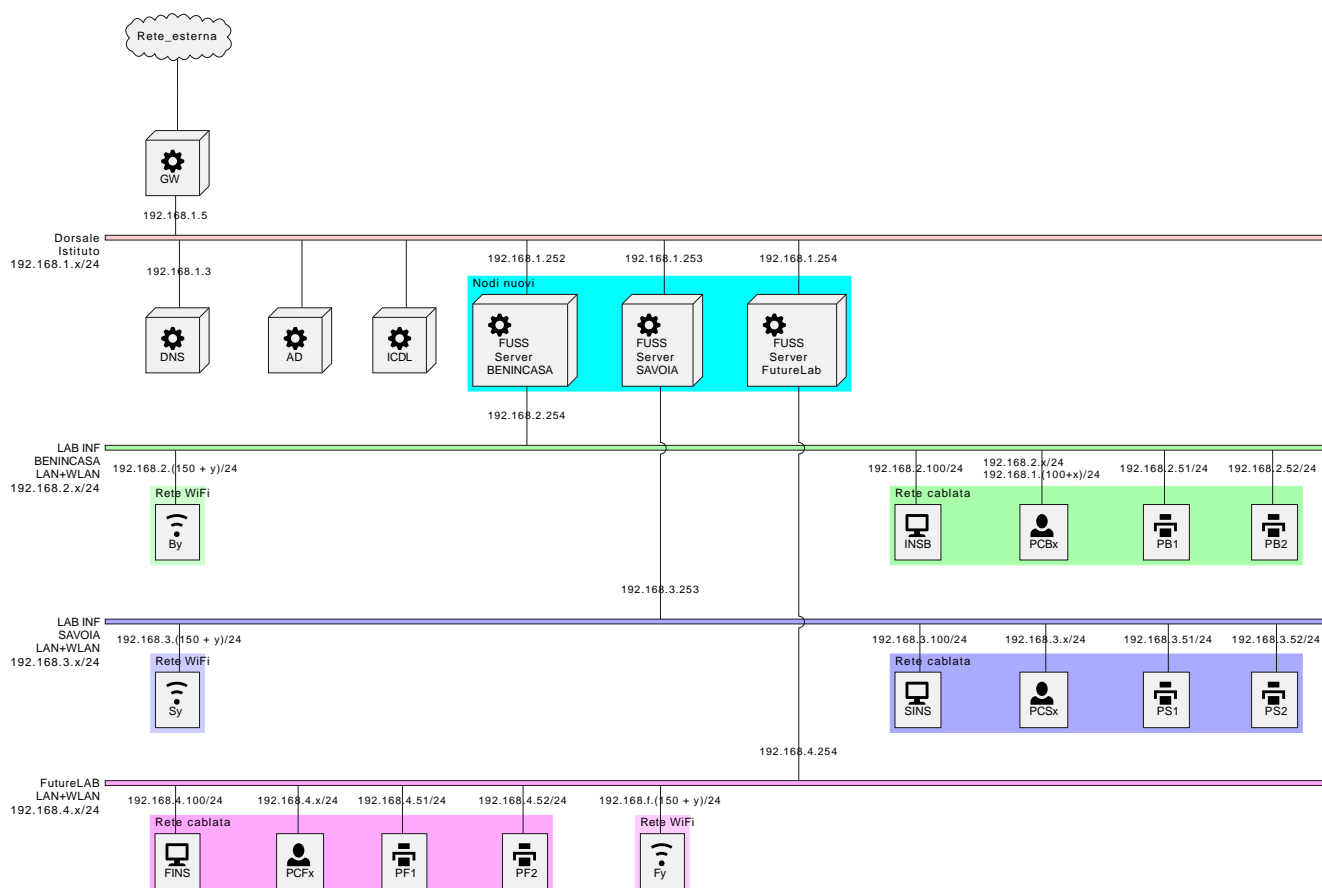 Rete_esterna
GW
192.168.1.5
Dorsale
Istituto
192.168.1.x/24
192.168.1.3
192.168.1.252
192.168.1.253
192.168.1.254
Nodi nuovi
DNS
AD
ICDL
FUSS
Server
BENINCASA
FUSS
Server
SAVOIA
FUSS
Server
FutureLab
192.168.2.254
LAB INF
BENINCASA
LAN+WLAN
192.168.2.x/24
192.168.2.(150 + y)/24
192.168.2.100/24
192.168.2.x/24
192.168.1.(100+x)/24
192.168.2.51/24
192.168.2.52/24
Rete WiFi
By
Rete cablata
INSB
PCBx
PB1
PB2
192.168.3.253
LAB INF
SAVOIA
LAN+WLAN
192.168.3.x/24
192.168.3.(150 + y)/24
192.168.3.100/24
192.168.3.x/24
192.168.3.51/24
192.168.3.52/24
Rete WiFi
Sy
Rete cablata
SINS
PCSx
PS1
PS2
192.168.4.254
FutureLAB
LAN+WLAN
192.168.4.x/24
192.168.4.100/24
192.168.4.x/24
192.168.4.51/24
192.168.4.52/24
192.168.f.(150 + y)/24
Rete cablata
FINS
PCFx
PF1
PF2
Rete WiFi
Fy